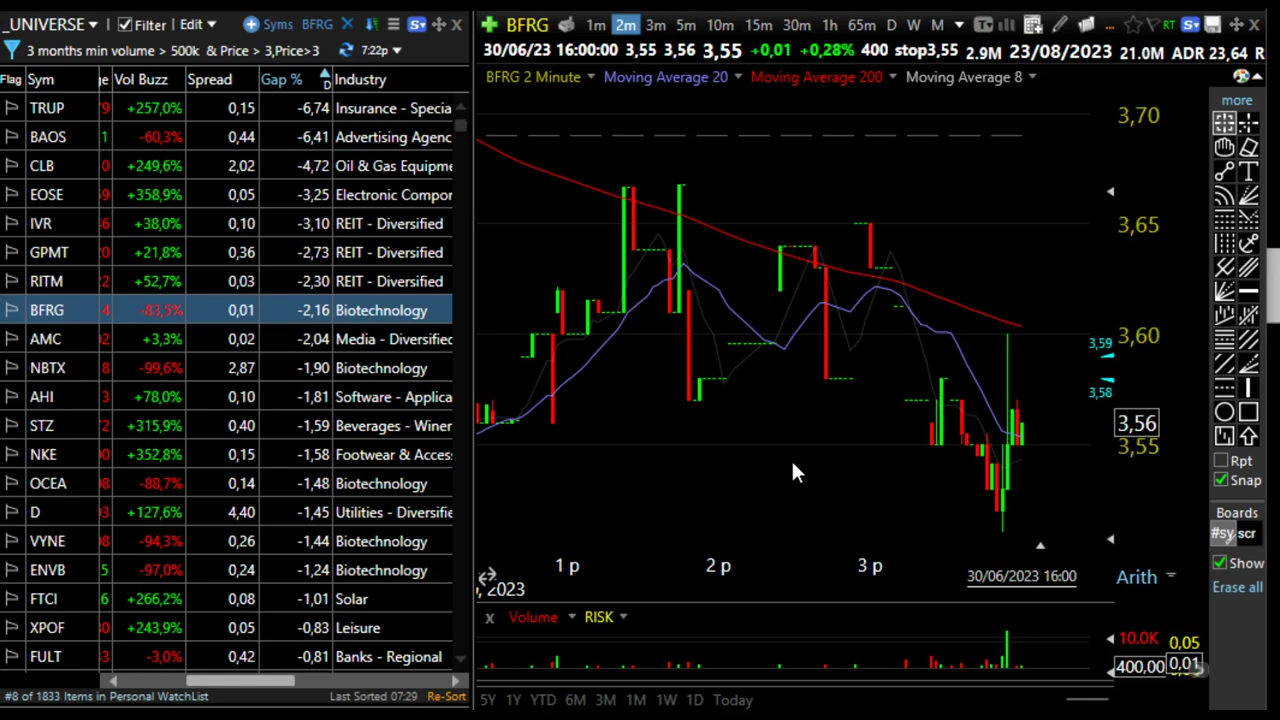 _UNIVERSE Filter Edit Syms BFRG
3 months min volume > 500k & Price > 3,Price>3 7:22p
Flag Sym ge Vol Buzz Spread Gap % D Industry
TRUP +257,0% 0,15 -6,74 Insurance - Specia
BAOS 1 -60,3% 0,44 -6,41 Advertising Agenc
CLB 0 +249,6% 2,02 -4,72 Oil & Gas Equipme
EOSE +358,9% 0,05 -3,25 Electronic Compor
IVR +38,0% 0,10 -3,10 REIT - Diversified
GPMT 0 +21,8% 0,36 -2,73 REIT - Diversified
RITM 2 +52,7% 0,03 -2,30 REIT - Diversified
BFRG 4 -83,5% 0,01 -2,16 Biotechnology
AMC +3,3% 0,02 -2,04 Media - Diversified
NBTX 8 -99,6% 2,87 -1,90 Biotechnology
AHI 3 +78,0% 0,10 -1,81 Software - Applica
STZ 2 +315,9% 0,40 -1,59 Beverages - Winer
NKE +352,8% 0,15 -1,58 Footwear & Access
OCEA -88,7% 0,14 -1,48 Biotechnology
D +127,6% 4,40 -1,45 Utilities - Diversifie
VYNE -94,3% 0,26 -1,44 Biotechnology
ENVB 5 -97,0% 0,24 -1,24 Biotechnology
FTCI 6 +266,2% 0,08 -1,01 Solar
XPOF +243,9% 0,05 -0,83 Leisure
FULT -3,0% 0,42 -0,81 Banks - Regional
#8 of 1833 Items in Personal WatchList Last Sorted 07:29 Re-Sort
BFRG 1m 2m 3m 5m 10m 15m 30m 1h 65m D W M T ... RT
30/06/23 16:00:00 3,55 3,56 3,55 +0,01 +0,28% 400 stop3,55 2.9M 23/08/2023 21.0M ADR 23,64 R
BFRG 2 Minute Moving Average 20 Moving Average 200 Moving Average 8
3,70
3,65
3,60
3,59
3,58
3,56
3,55
1 p 2 p 3 p
2023 30/06/2023 16:00 Arith
x Volume RISK
10.0K 0,05
400,00 0,01
5Y 1Y YTD 6M 3M 1M 1W 1D Today
more
T
Rpt
Snap
Boards
#sy scr
Show
Erase all